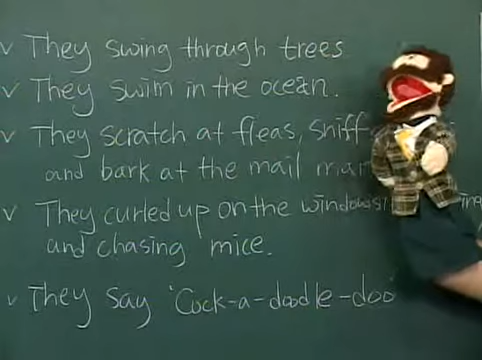 v They swing through trees
v They swim in the ocean.
v They scratch at fleas, sniff
and bark at the mail man
v They curled up on the windows
and chasing mice.
v They say 'Cock-a-doodle-doo'